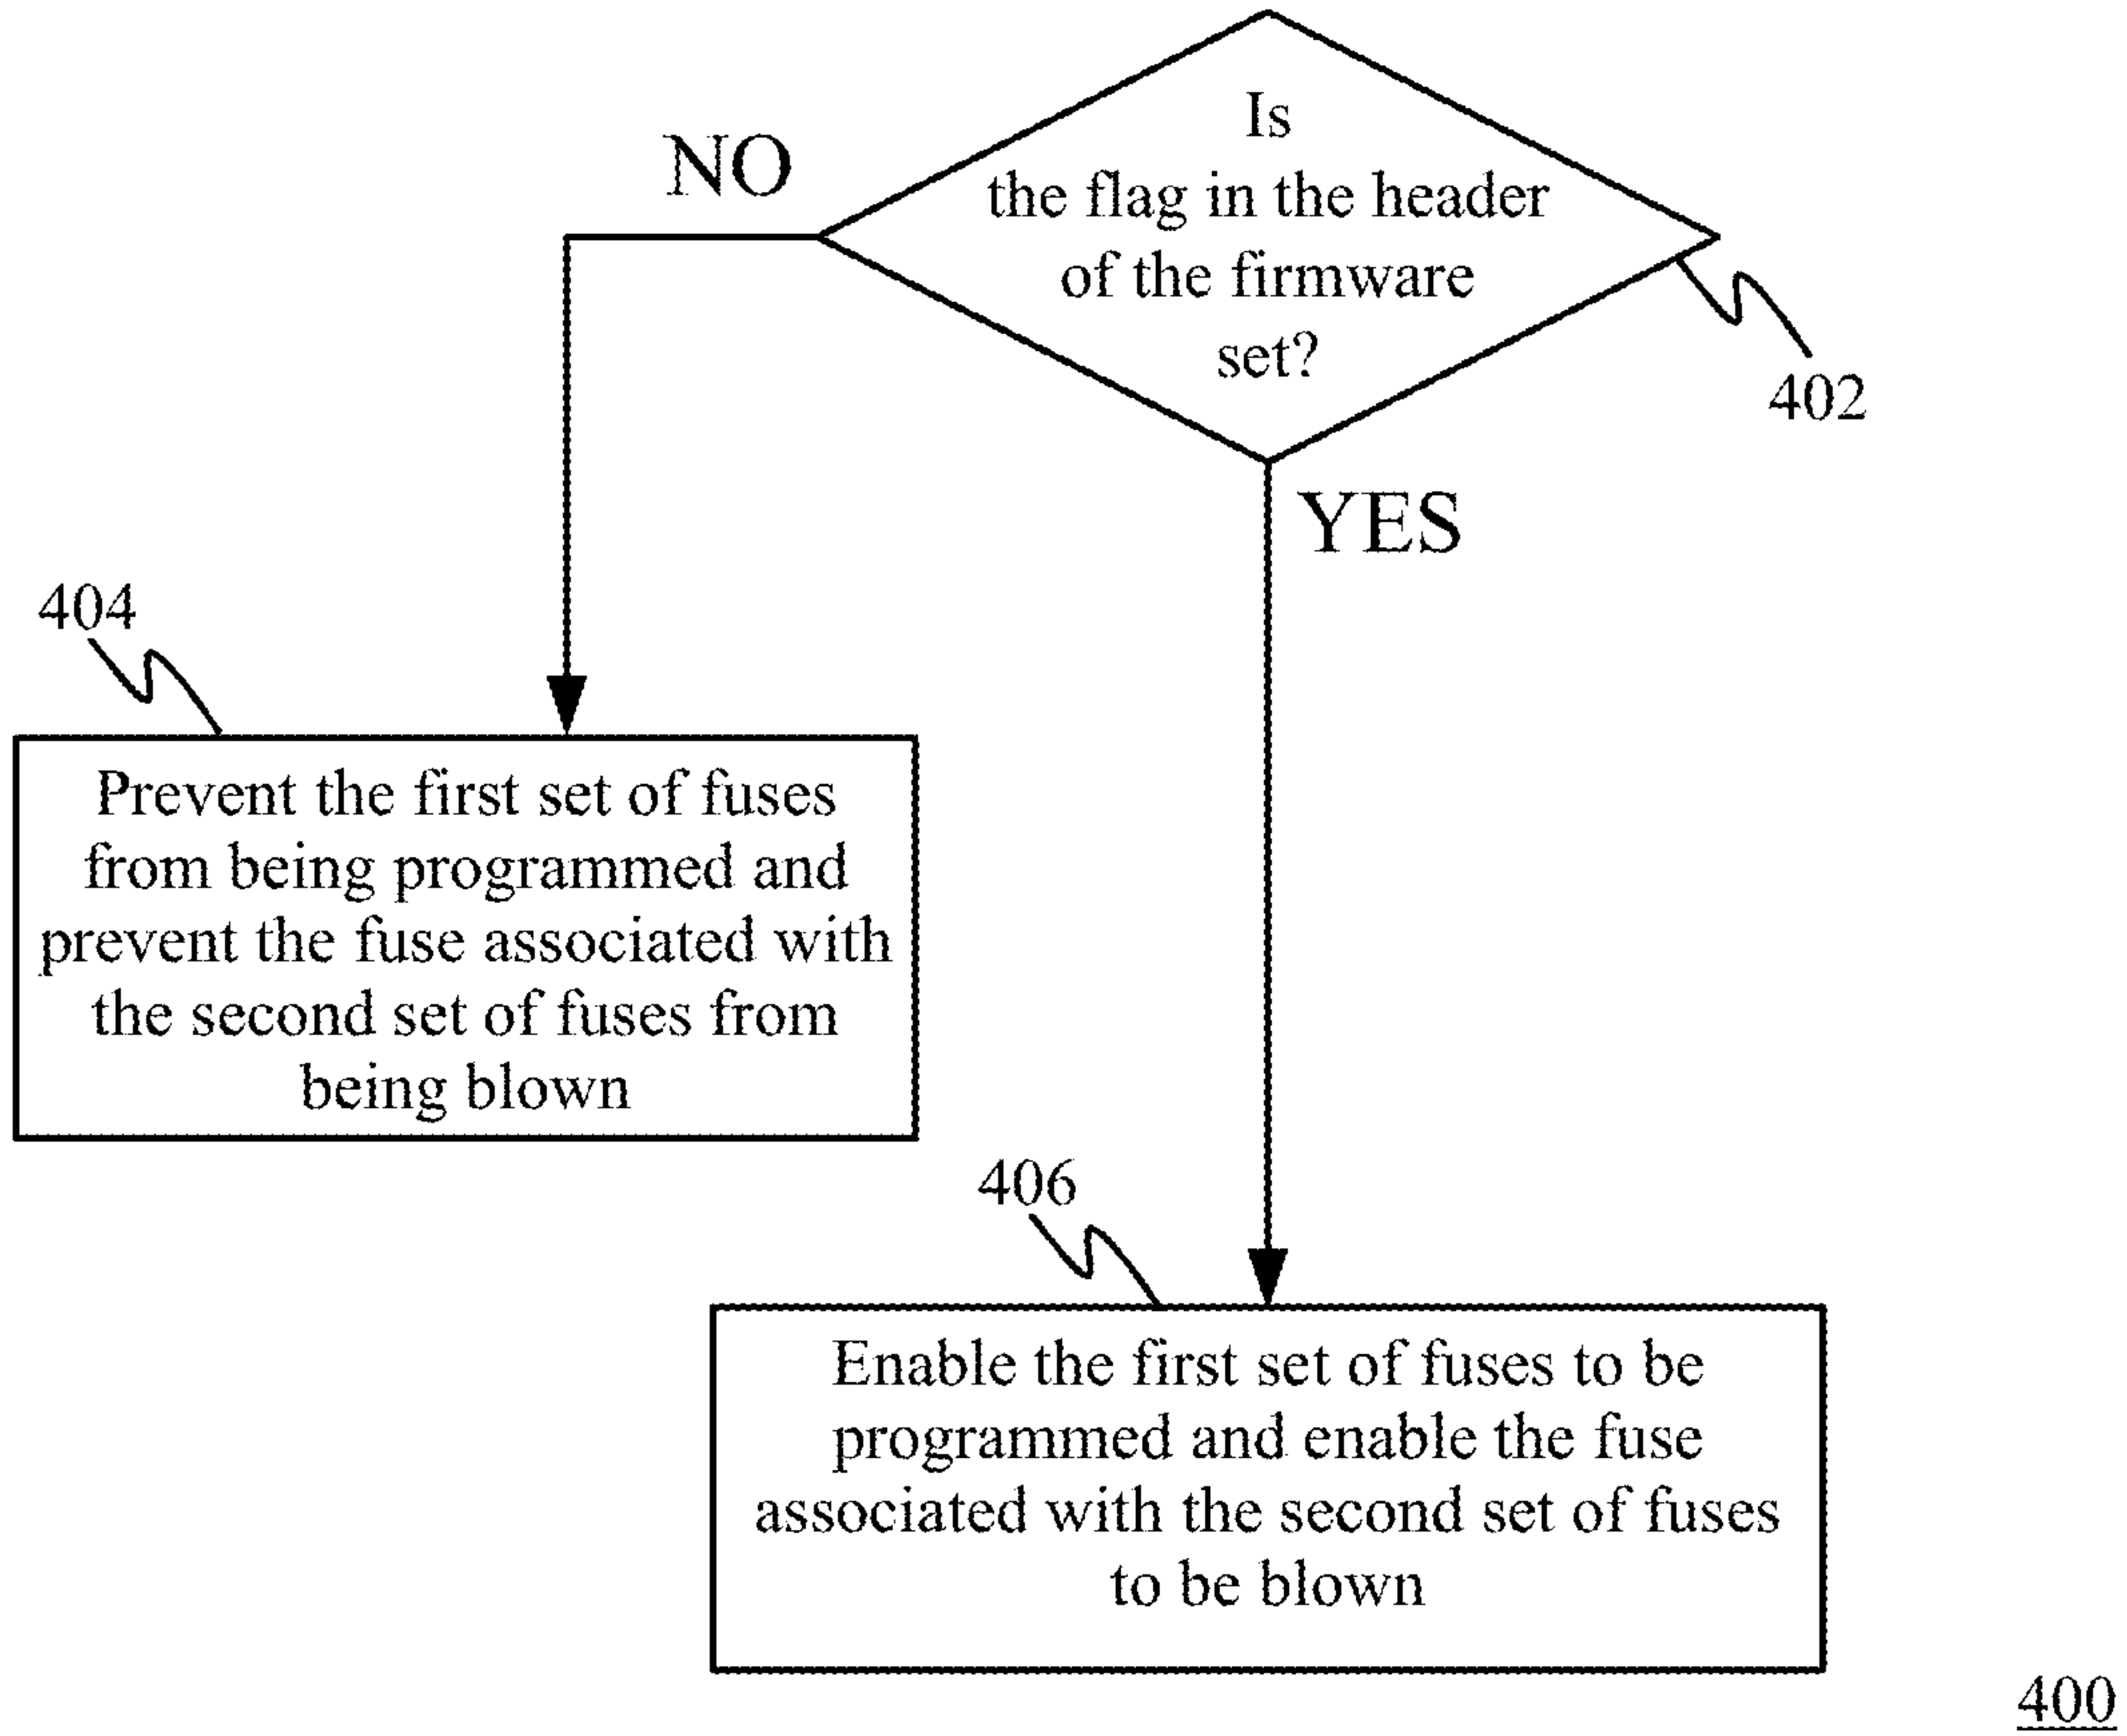 Is
the flag in the header
of the firmware
set?
NO
402
YES
404
Prevent the first set of fuses
from being programmed and
prevent the fuse associated with
the second set of fuses from
being blown
406
Enable the first set of fuses to be
programmed and enable the fuse
associated with the second set of fuses
to be blown
400